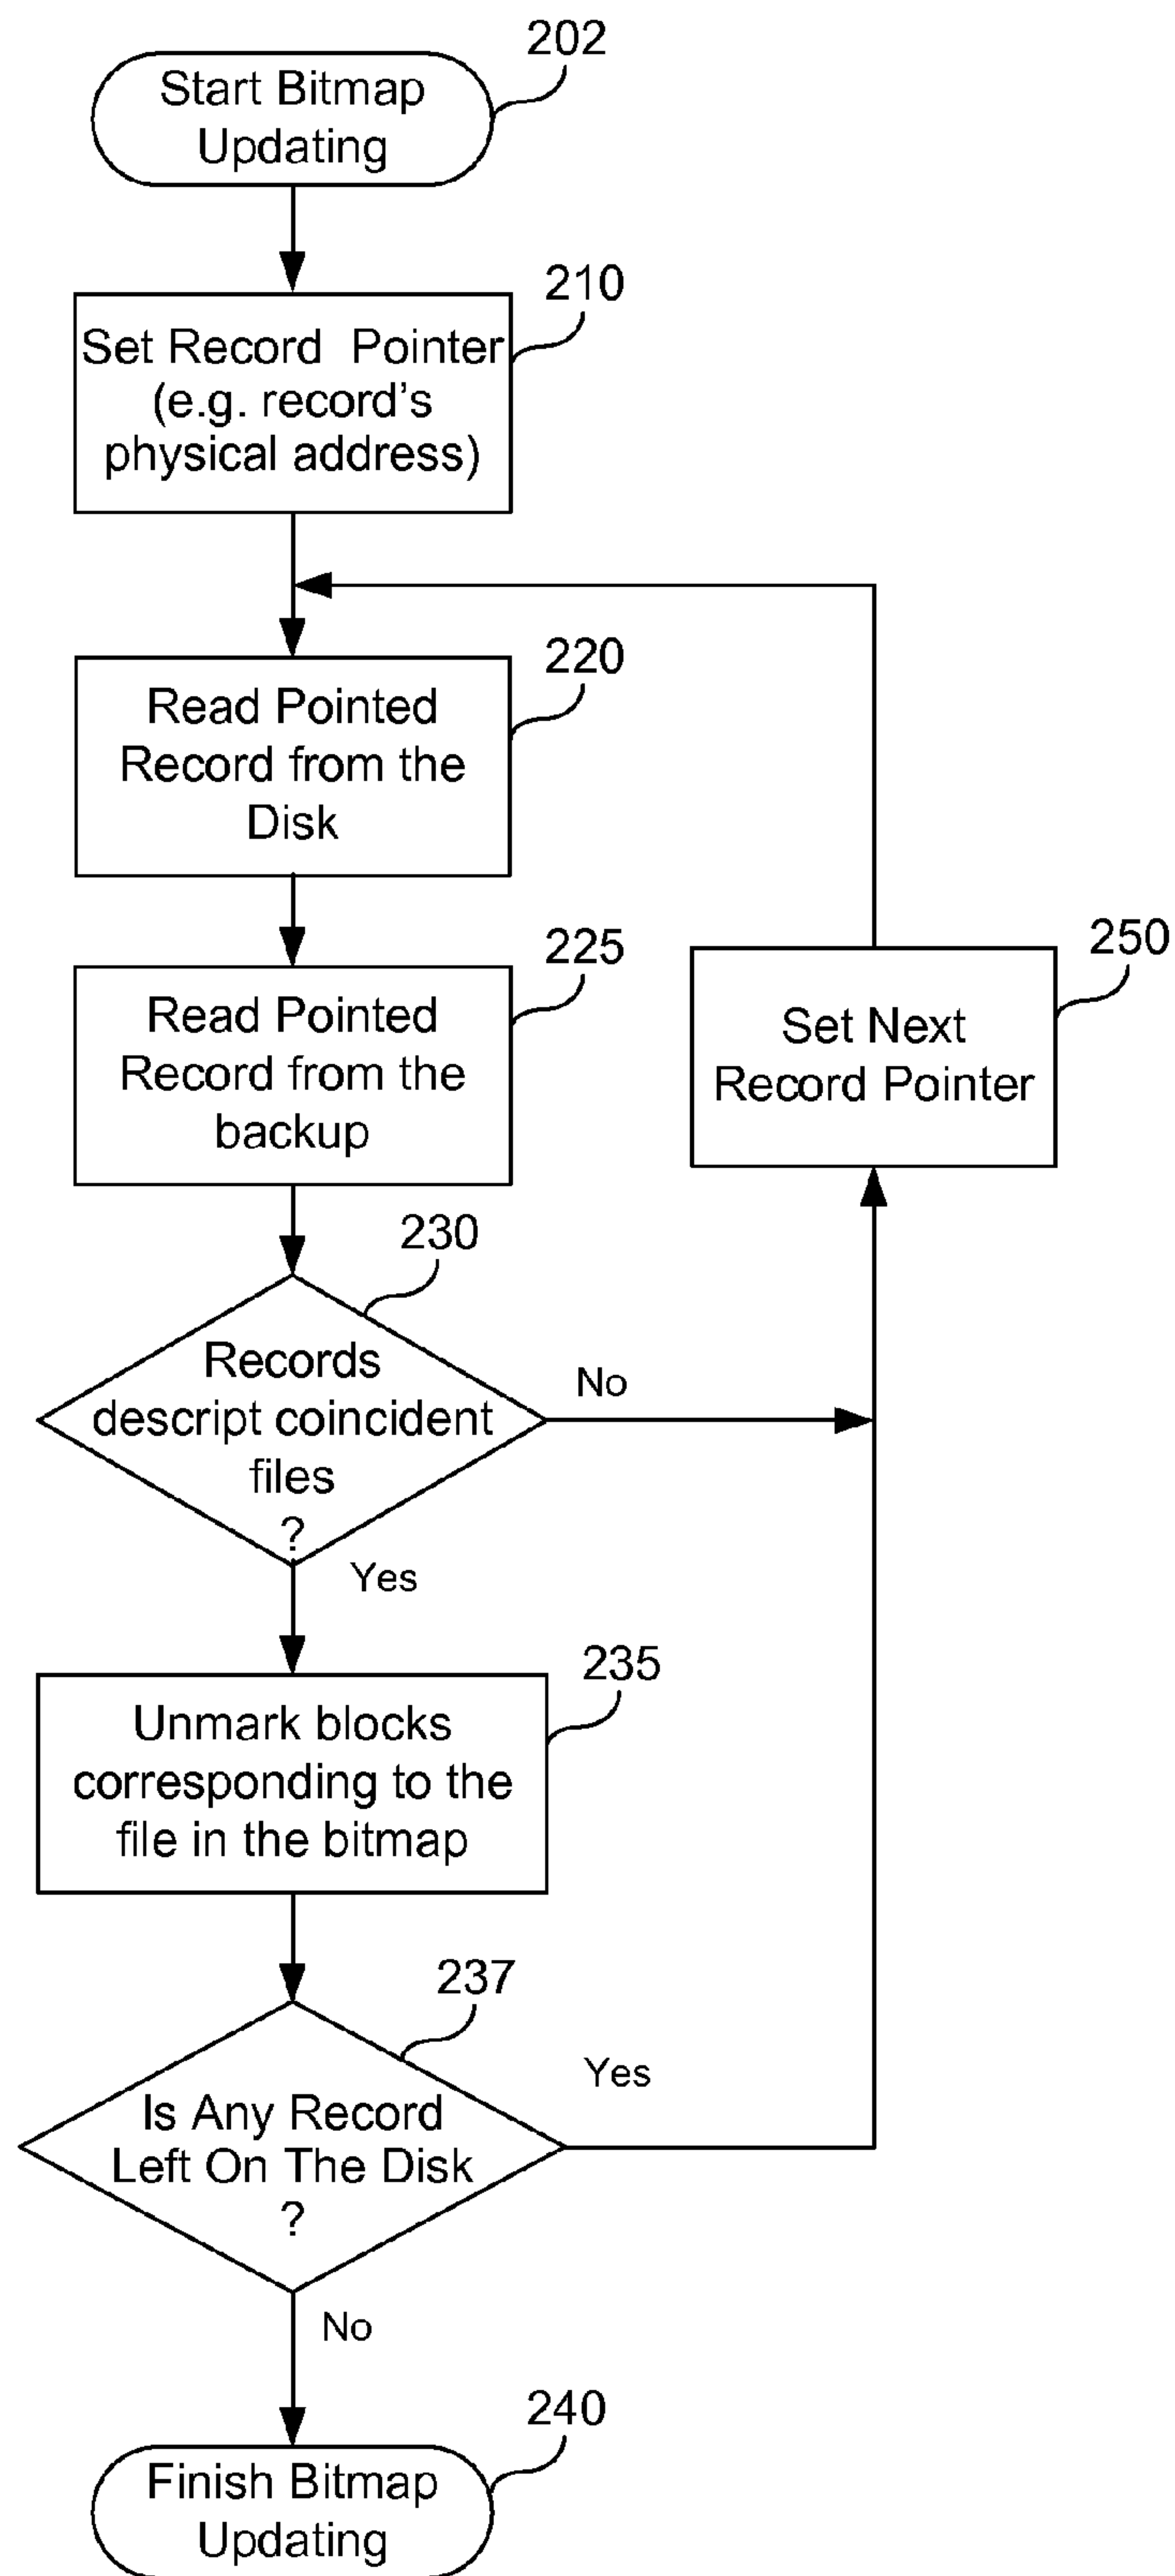 202
Start Bitmap
Updating
210
Set Record Pointer
(e.g. record's
physical address)
220
Read Pointed
Record from the
Disk
225
Read Pointed
Record from the
backup
250
Set Next
Record Pointer
230
Records
descript coincident
files
?
No
Yes
235
Unmark blocks
corresponding to the
file in the bitmap
237
Is Any Record
Left On The Disk
?
Yes
No
240
Finish Bitmap
Updating